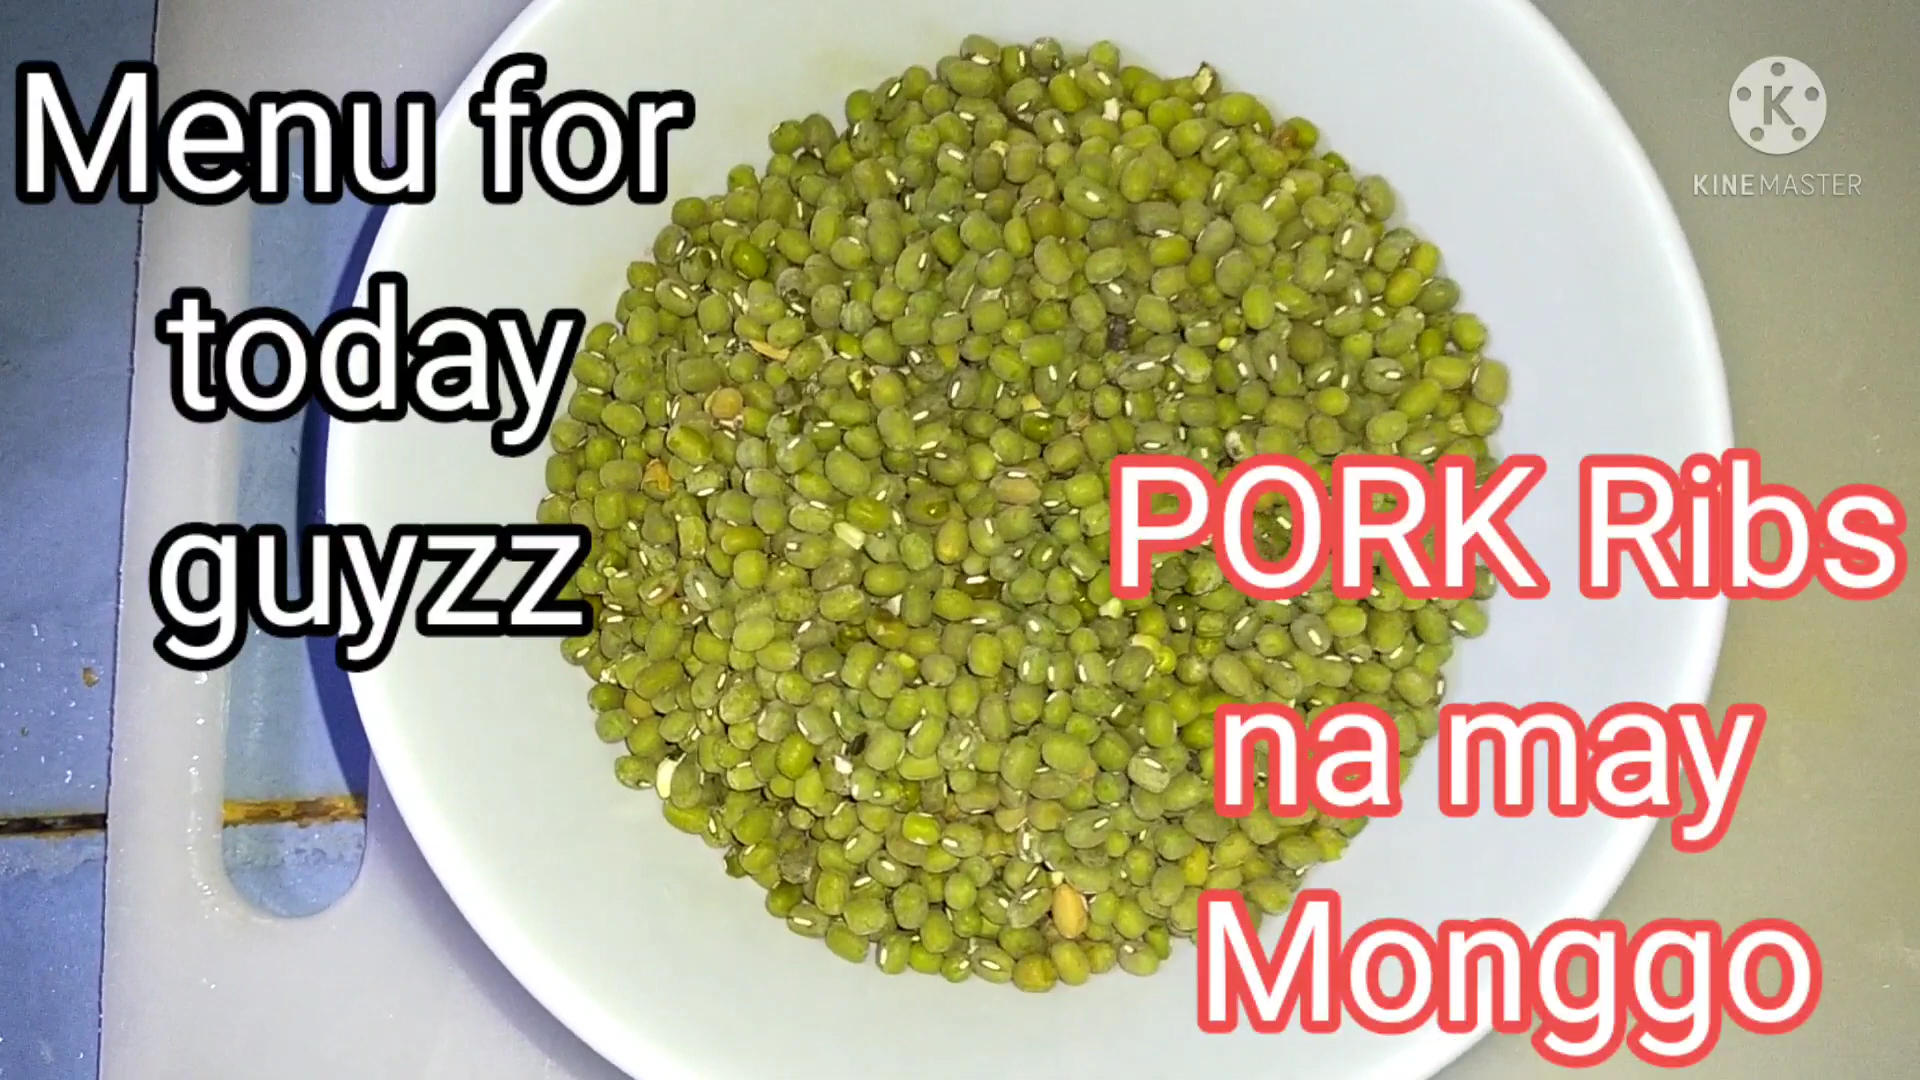 Menu for
today
guyzz
K
KINEMASTER
PORK Ribs
na may
Monggo